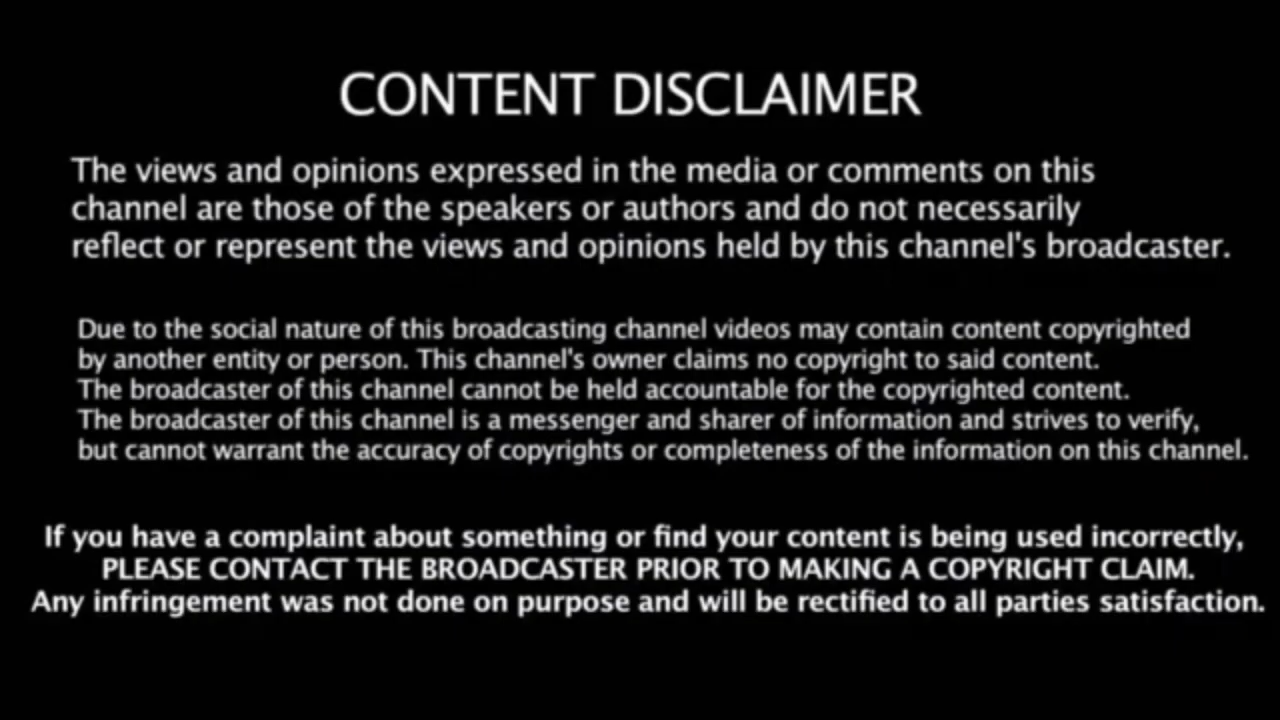 CONTENT DISCLAIMER
The views and opinions expressed in the media or comments on this
channel are those of the speakers or authors and do not necessarily
reflect or represent the views and opinions held by this channel's broadcaster.
Due to the social nature of this broadcasting channel videos may contain content copyrighted
by another entity or person. This channel's owner claims no copyright to said content.
The broadcaster of this channel cannot be held accountable for the copyrighted content.
The broadcaster of this channel is a messenger and sharer of information and strives to verify,
but cannot warrant the accuracy of copyrights or completeness of the information on this channel.
If you have a complaint about something or find your content is being used incorrectly,
PLEASE CONTACT THE BROADCASTER PRIOR TO MAKING A COPYRIGHT CLAIM.
Any infringement was not done on purpose and will be rectified to all parties satisfaction.